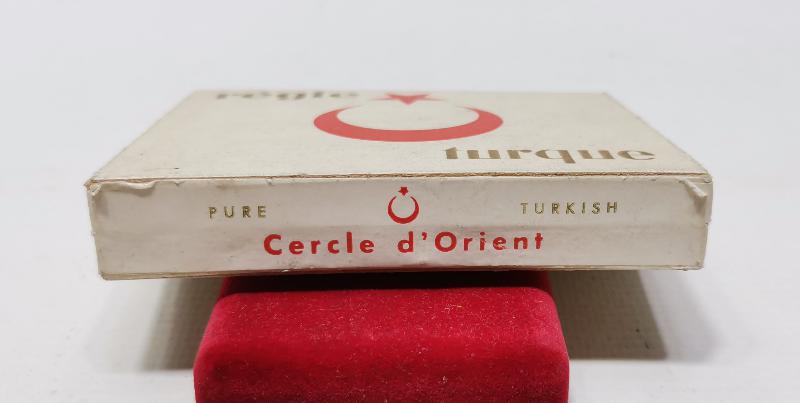 régie
turque
PURE TURKISH
Cercle d'Orient